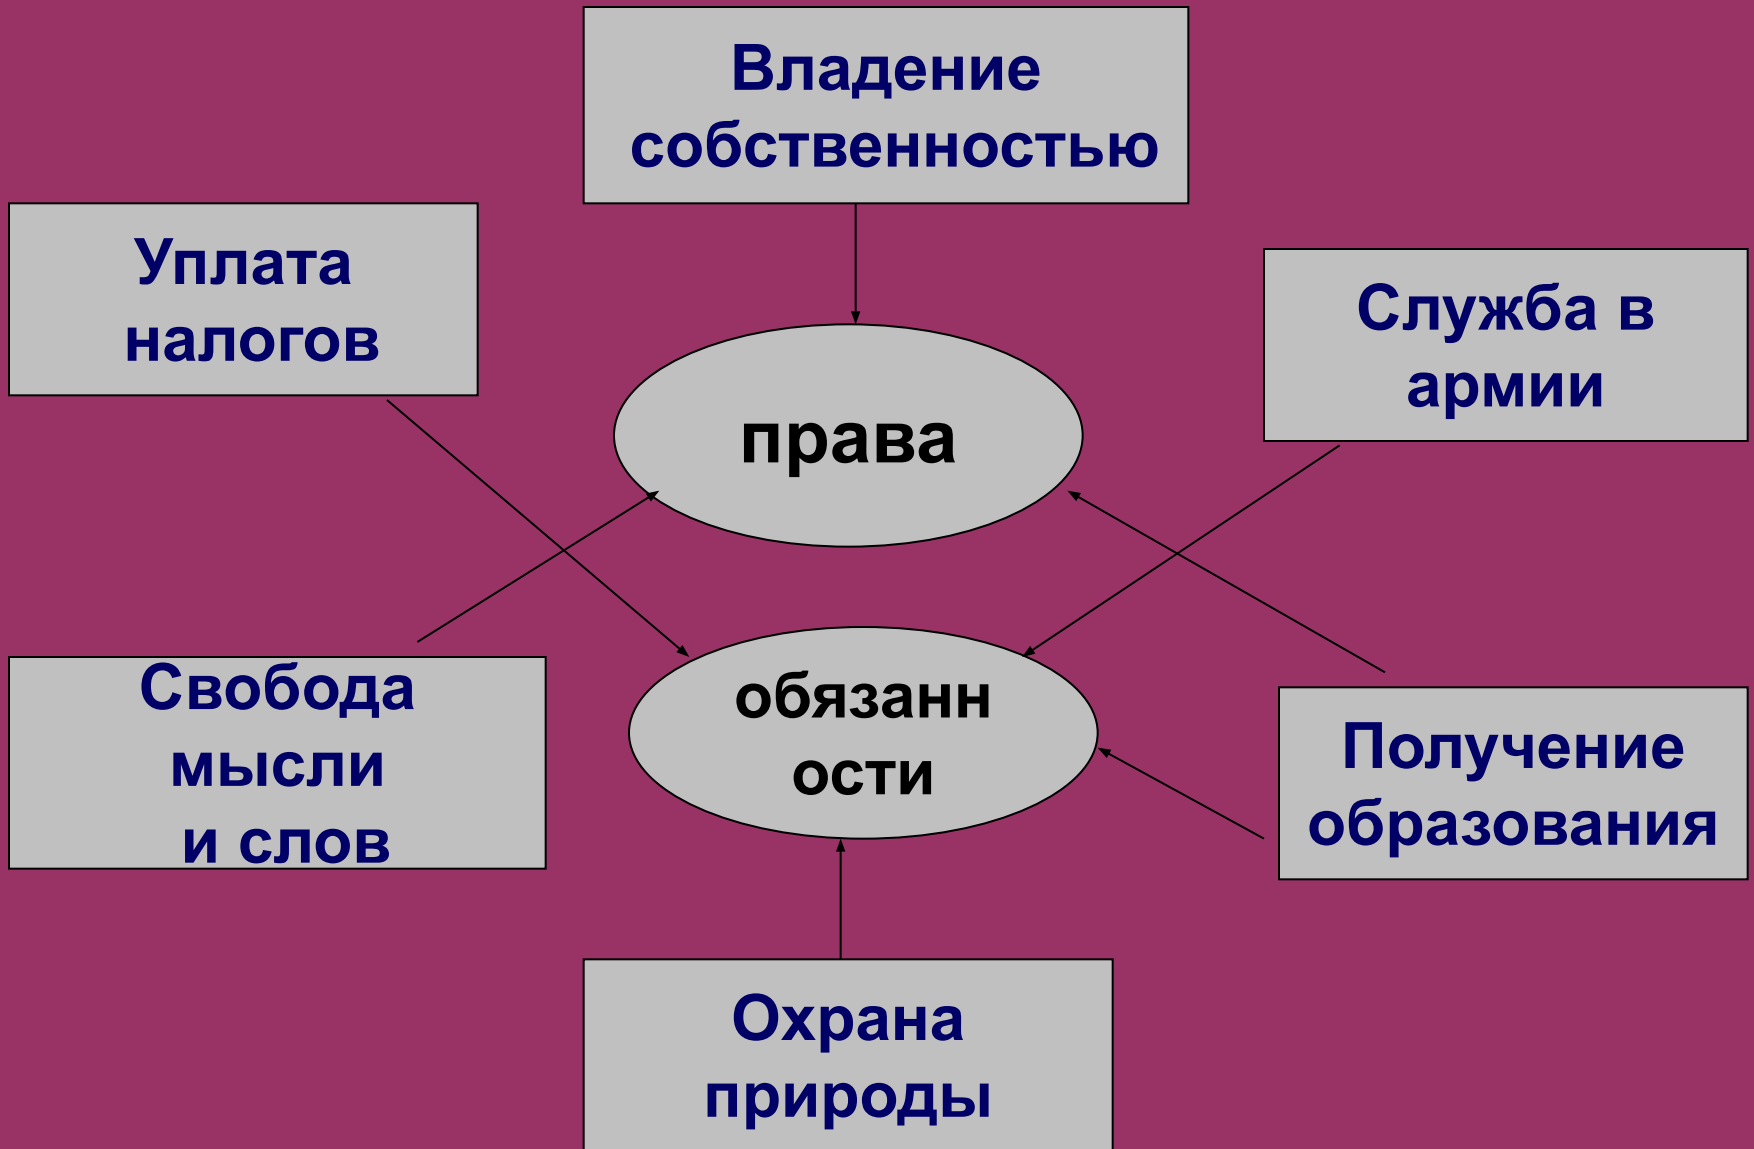 Владение
собственностью
Уплата
налогов
Служба в
армии
права
Свобода
мысли
и слов
обязанн
ости
Получение
образования
Охрана
природы